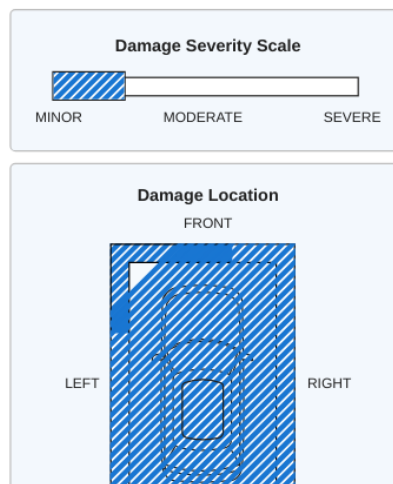 Damage Severity Scale
MINOR MODERATE SEVERE
Damage Location
FRONT
LEFT RIGHT